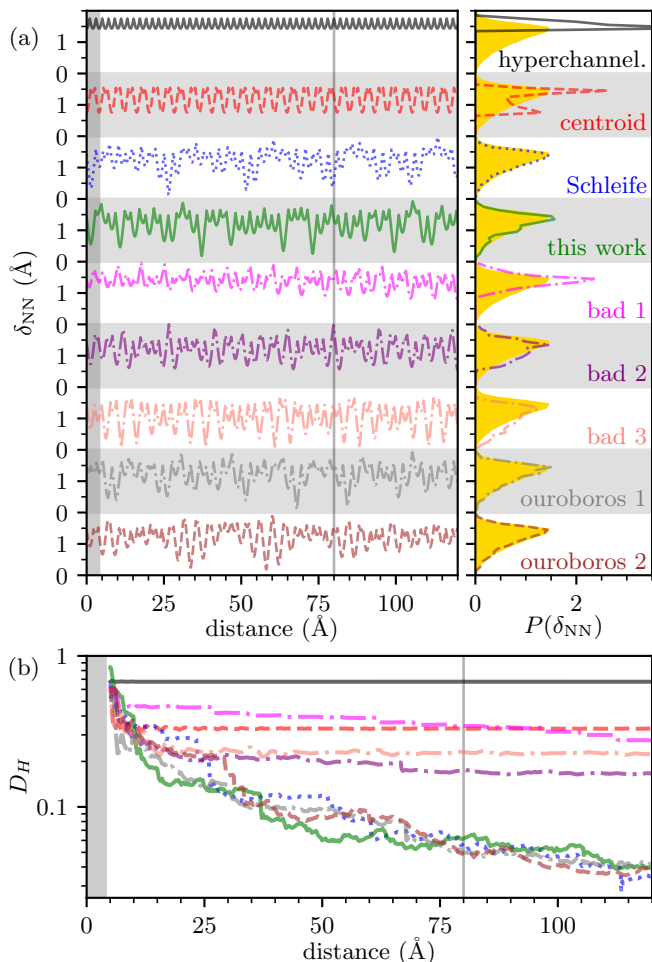 (a)
1
0
hyperchannel.
1
0
centroid
1
0
Schleife
1
0
this work
δNN (Å)
1
0
bad 1
1
0
bad 2
1
0
bad 3
1
0
ouroboros 1
1
0
ouroboros 2
0 25 50 75 100
0 2
distance (Å)
P(δNN)
(b)
1
0.1
DH
0 25 50 75 100
distance (Å)